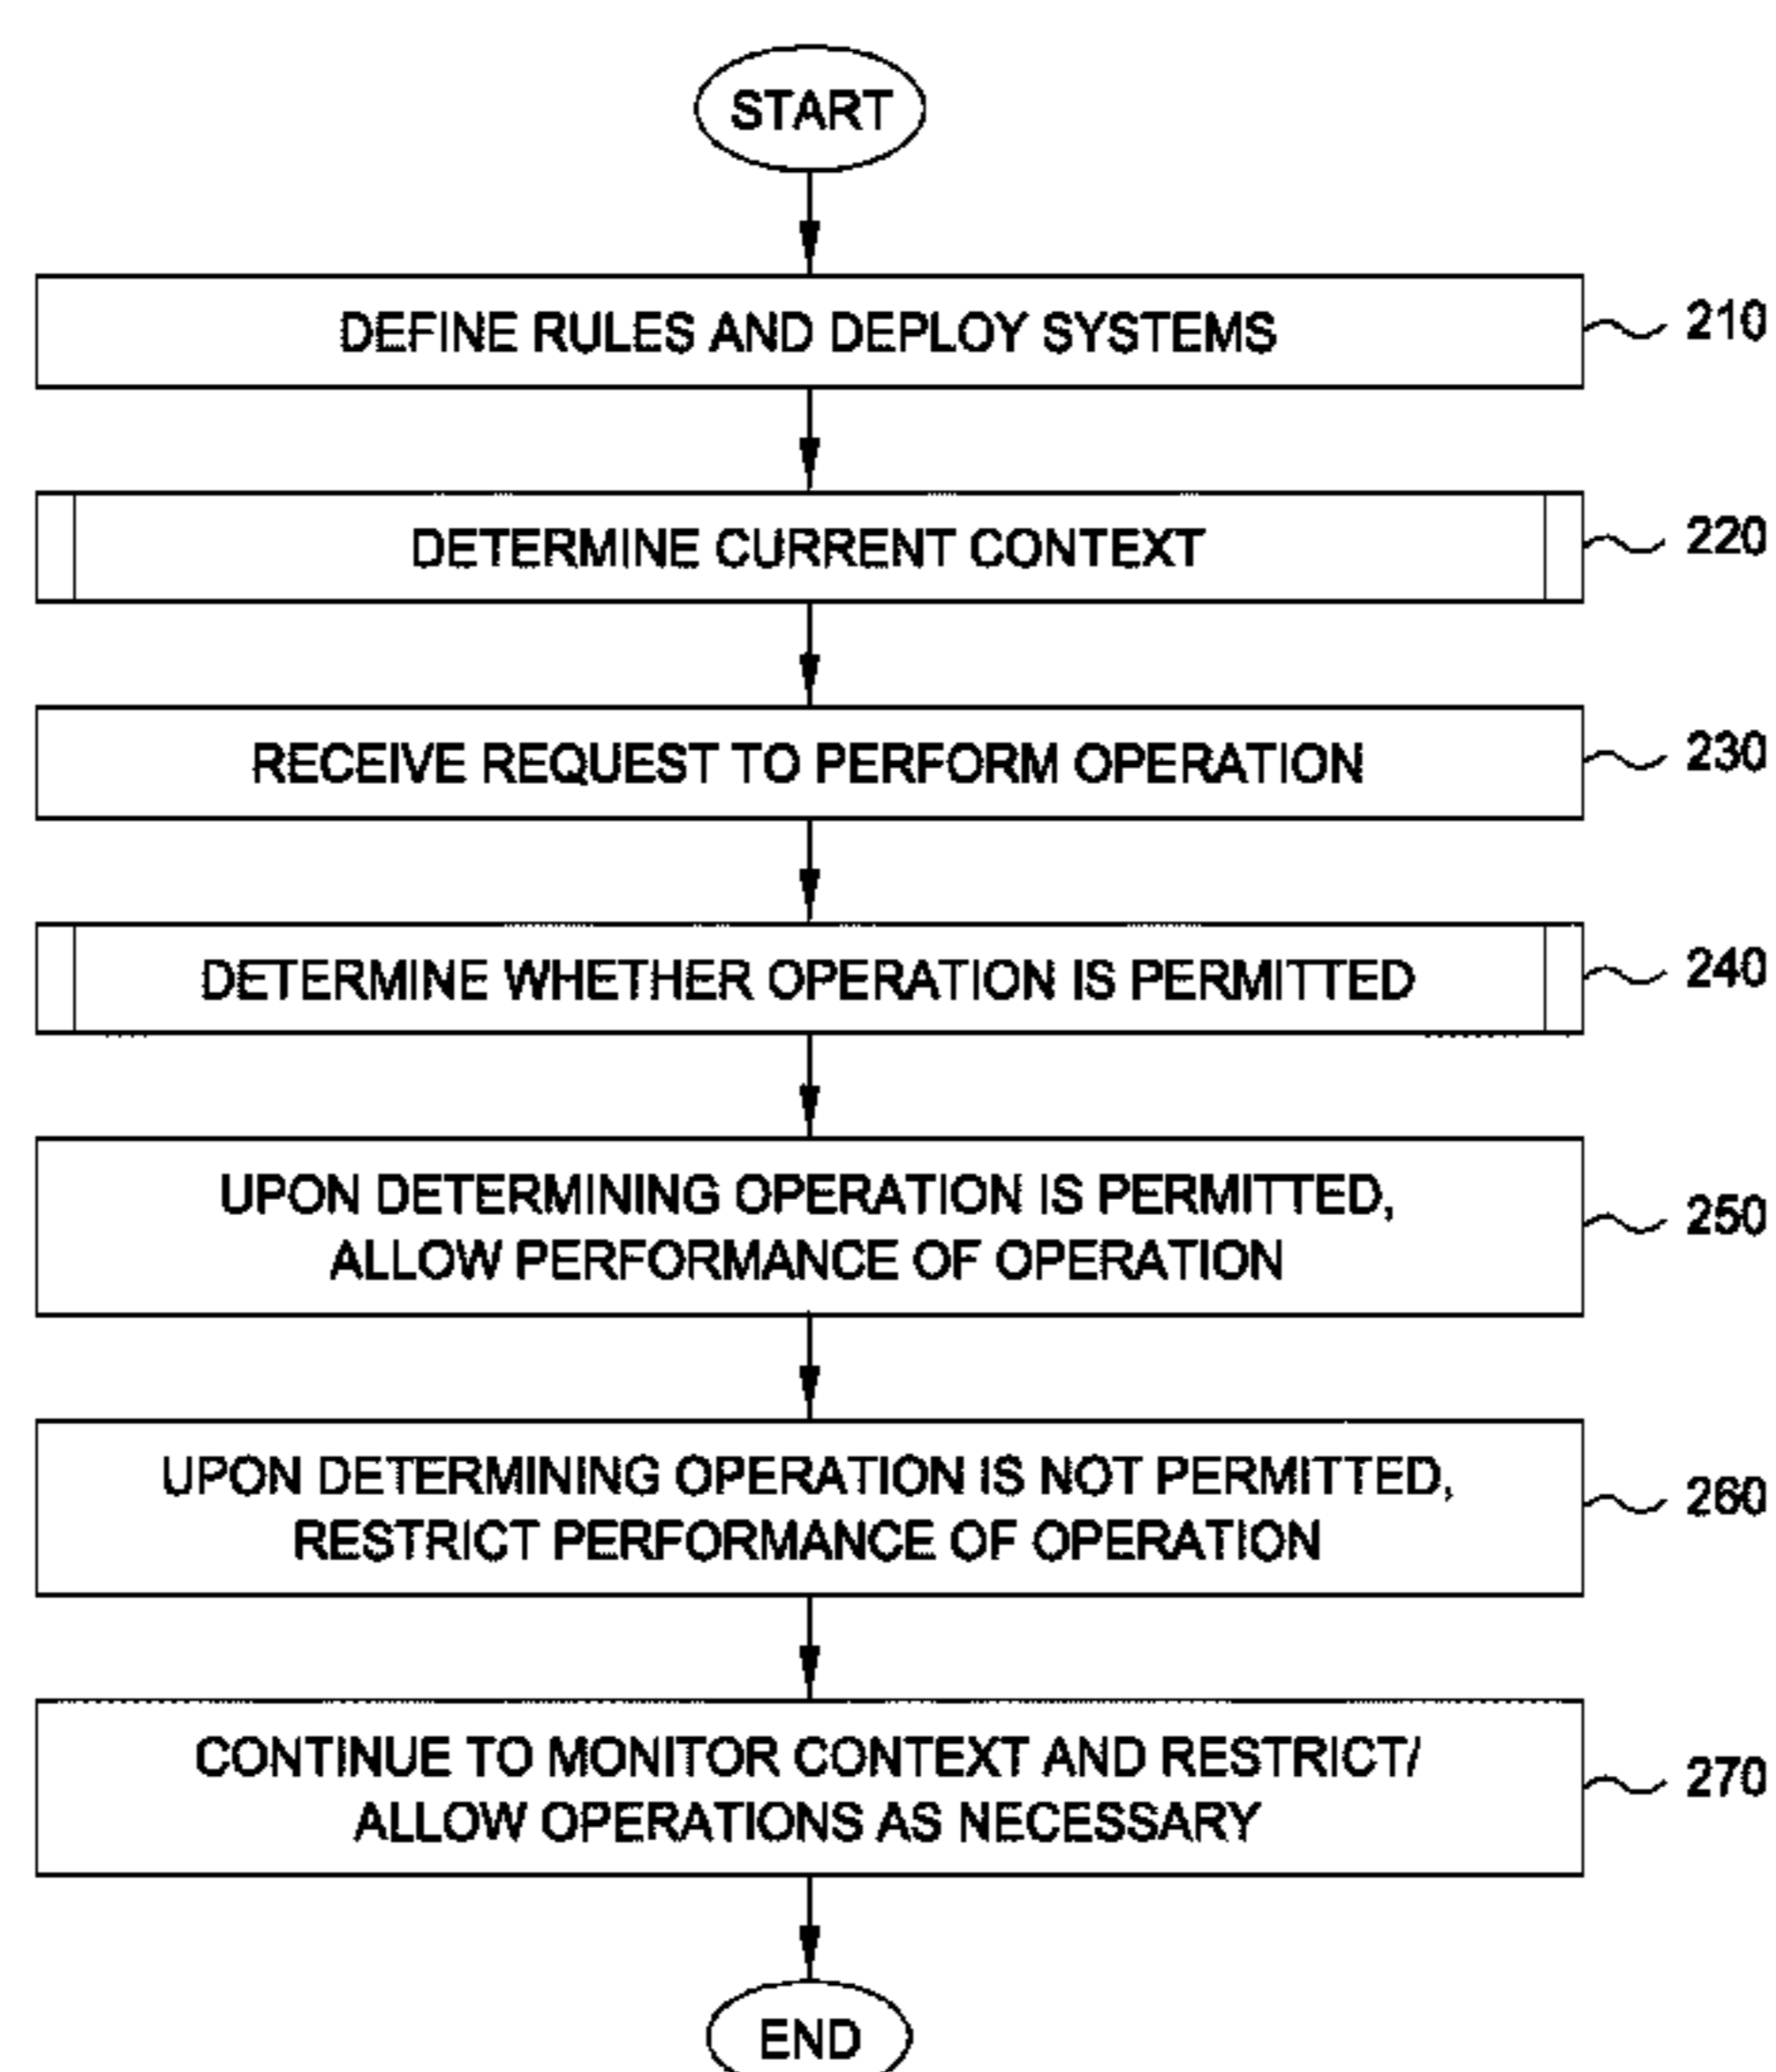 START
DEFINE RULES AND DEPLOY SYSTEMS
210
DETERMINE CURRENT CONTEXT
220
RECEIVE REQUEST TO PERFORM OPERATION
230
DETERMINE WHETHER OPERATION IS PERMITTED
240
UPON DETERMINING OPERATION IS PERMITTED,
ALLOW PERFORMANCE OF OPERATION
250
UPON DETERMINING OPERATION IS NOT PERMITTED,
RESTRICT PERFORMANCE OF OPERATION
260
CONTINUE TO MONITOR CONTEXT AND RESTRICT/
ALLOW OPERATIONS AS NECESSARY
270
END